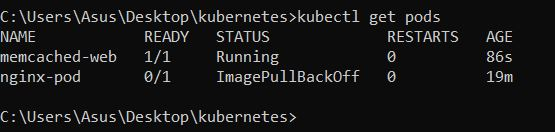 C:\Users\Asus\Desktop\kubernetes>kubectl get pods
NAME READY STATUS RESTARTS AGE
memcached-web 1/1 Running 0 86s
nginx-pod 0/1 ImagePullBackOff 0 19m
C:\Users\Asus\Desktop\kubernetes>